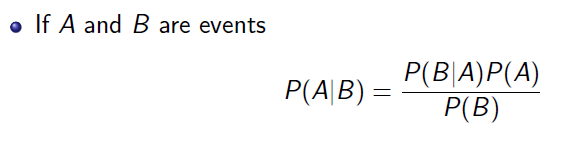 If A and B are events
P(A|B) = P(B|A)P(A) / P(B)